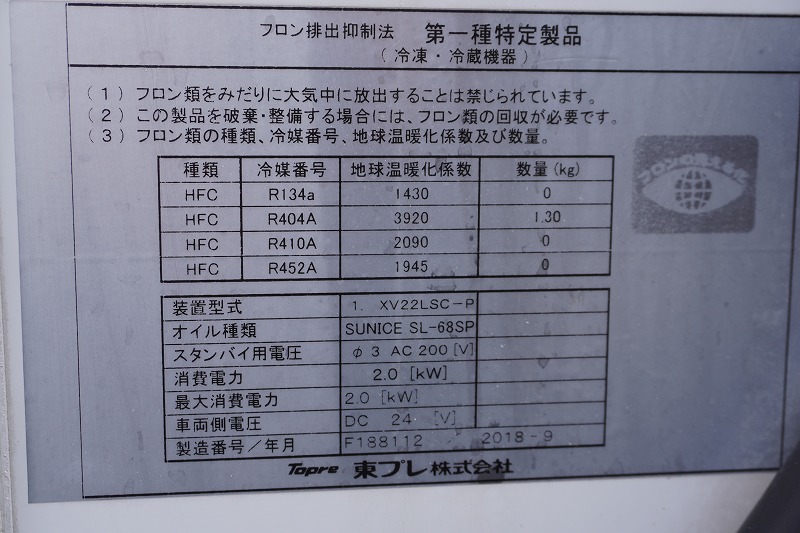 フロン排出抑制法 第一種特定製品
(冷凍・冷蔵機器)
(1) フロン類をみだりに大気中に放出することは禁じられています。
(2) この製品を破棄・整備する場合には、フロン類の回収が必要です。
(3) フロン類の種類、冷媒番号、地球温暖化係数及び数量。
種類 冷媒番号 地球温暖化係数 数量(kg)
HFC R134a 1430 0
HFC R404A 3920 1.30
HFC R410A 2090 0
HFC R452A 1945 0
フロンの見える化
装置型式 1. XV22LSC-P
オイル種類 SUNICE SL-68SP
スタンバイ用電圧 φ3 AC 200 [V]
消費電力 2.0 [kW]
最大消費電力 2.0 [kW]
車両側電圧 DC 24 [V]
製造番号/年月 F188112 2018-9
Topre 東プレ株式会社